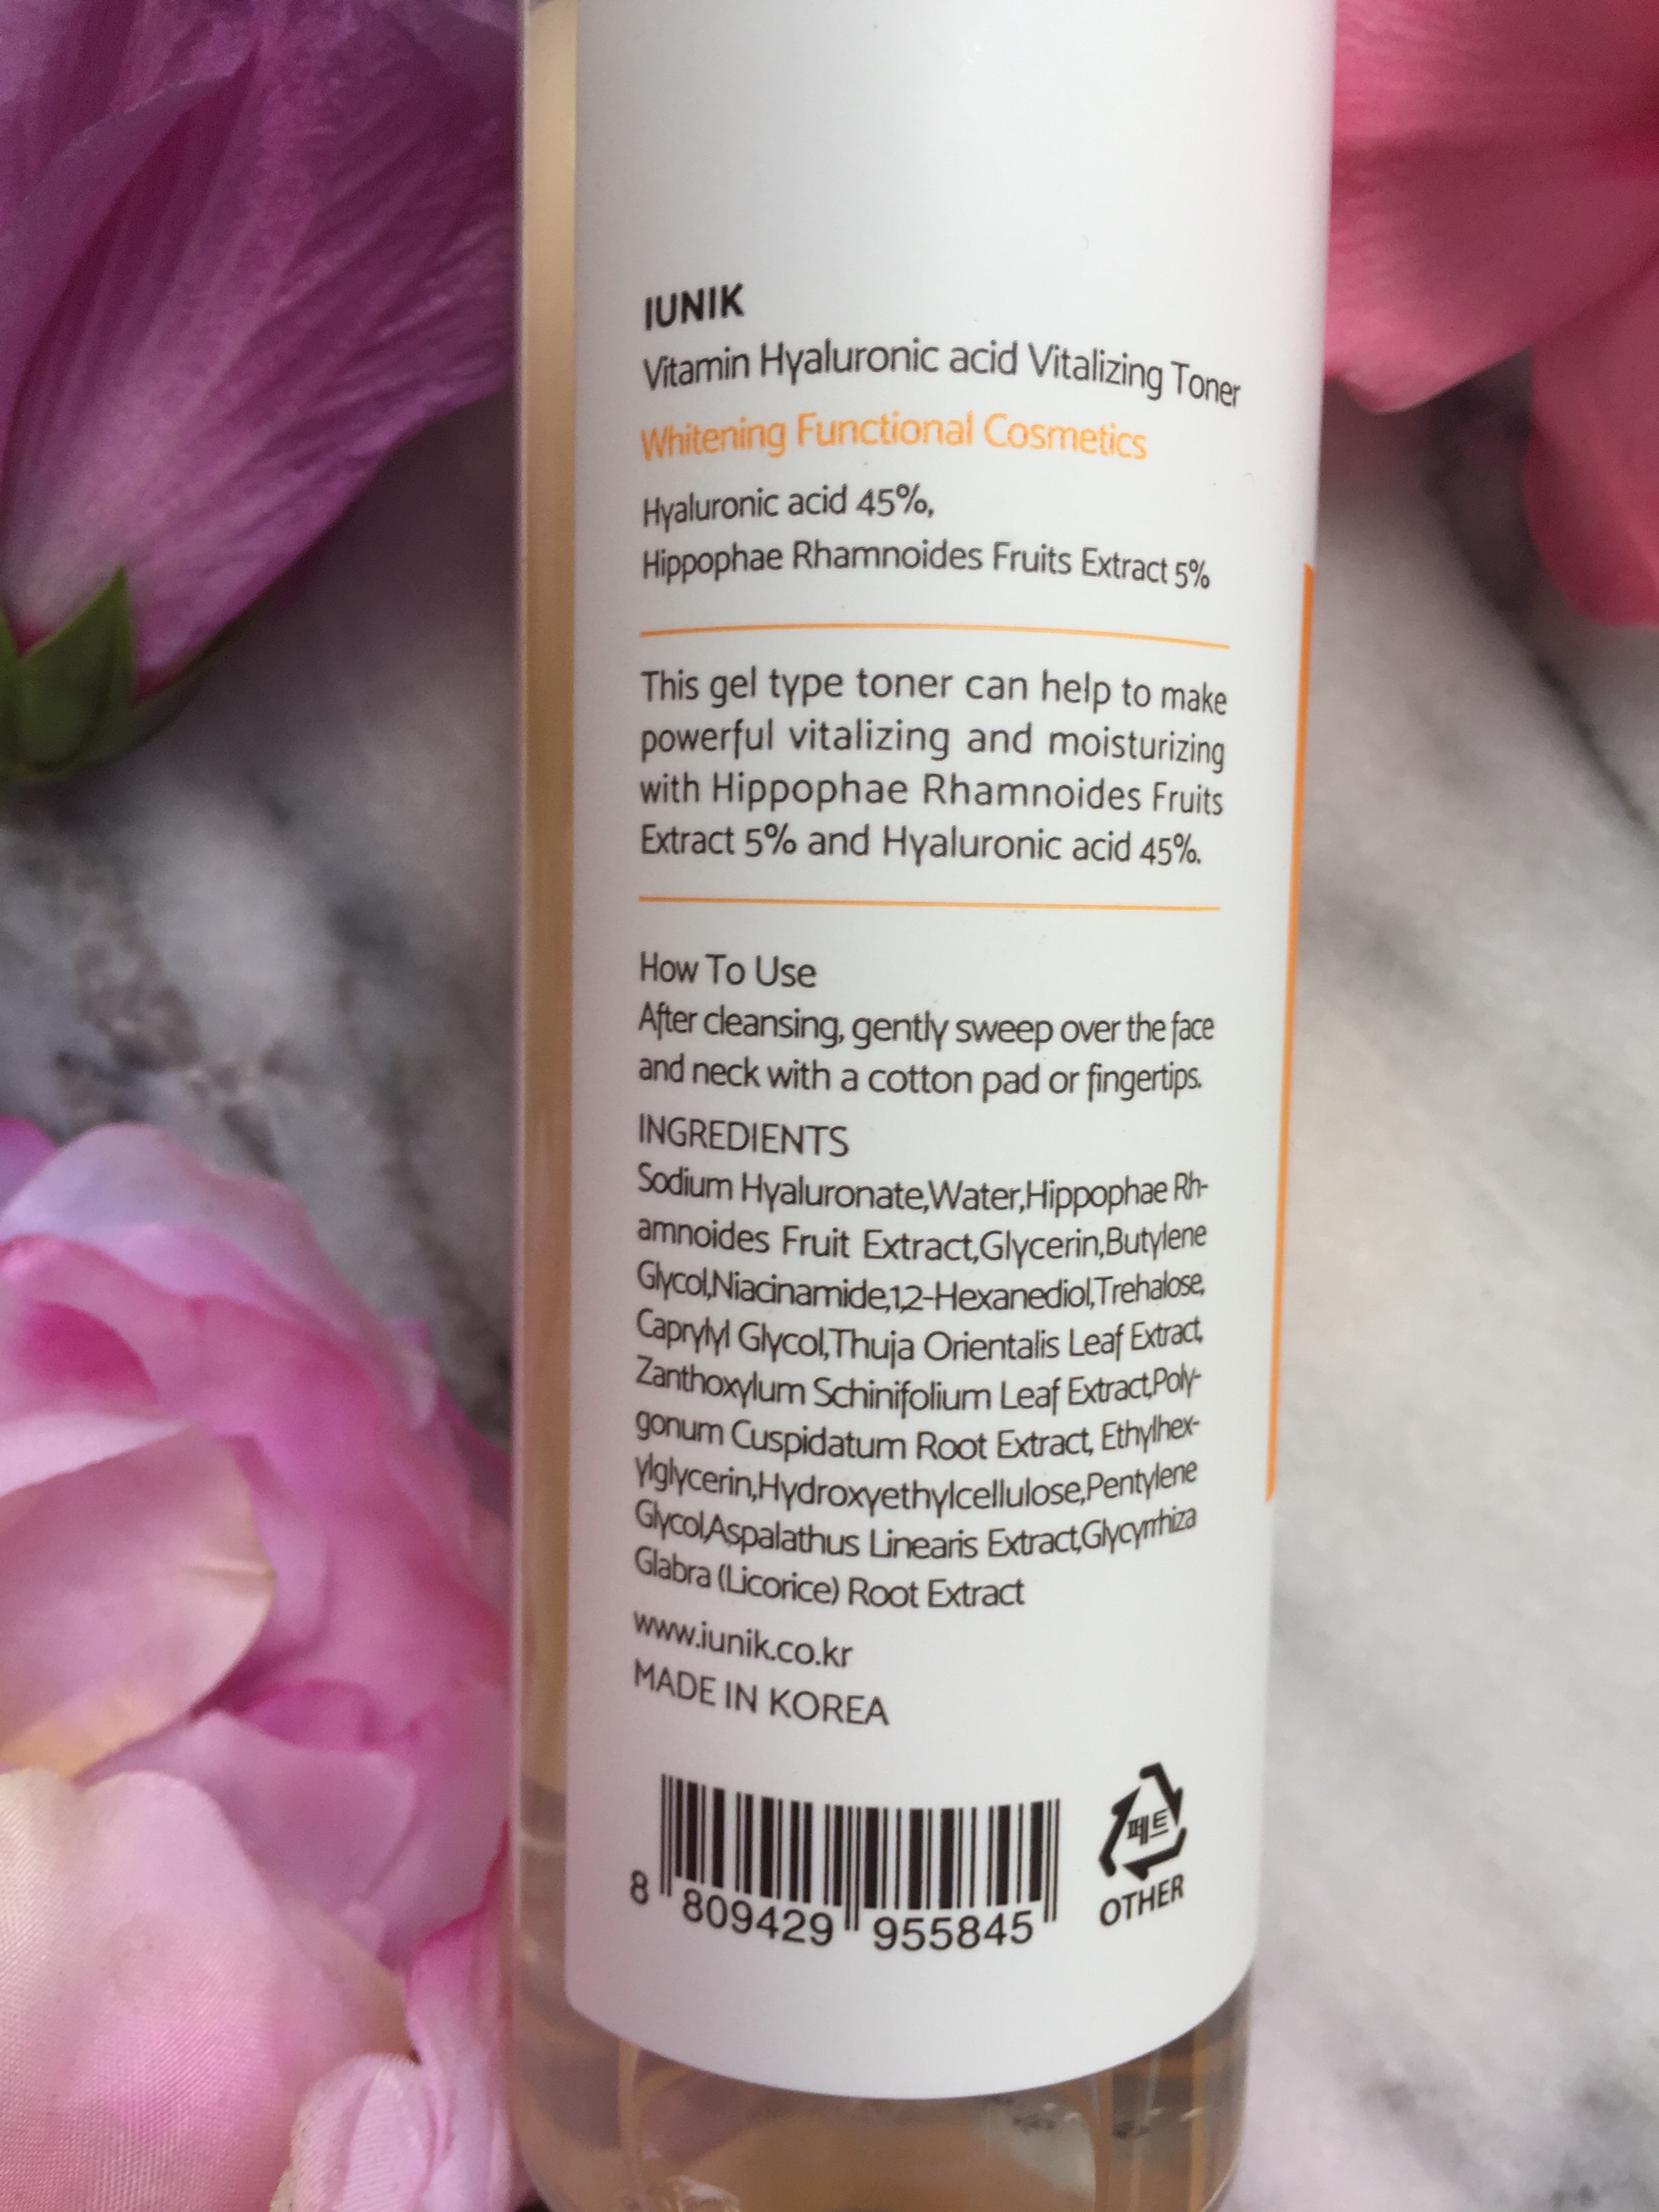 IUNIK
Vitamin Hyaluronic acid Vitalizing Toner
Whitening Functional Cosmetics
Hyaluronic acid 45%,
Hippophae Rhamnoides Fruits Extract 5%
This gel type toner can help to make
powerful vitalizing and moisturizing
with Hippophae Rhamnoides Fruits
Extract 5% and Hyaluronic acid 45%.
How To Use
After cleansing, gently sweep over the face
and neck with a cotton pad or fingertips.
INGREDIENTS
Sodium Hyaluronate,Water,Hippophae Rh-
amnoides Fruit Extract,Glycerin,Butylene
Glycol,Niacinamide,1,2-Hexanediol,Trehalose,
Caprylyl Glycol,Thuja Orientalis Leaf Extract,
Zanthoxylum Schinifolium Leaf Extract,Poly-
gonum Cuspidatum Root Extract, Ethylhex-
ylglycerin,Hydroxyethylcellulose,Pentylene
Glycol,Aspalathus Linearis Extract,Glycyrrhiza
Glabra (Licorice) Root Extract
www.iunik.co.kr
MADE IN KOREA
페트
OTHER
8 809429 955845